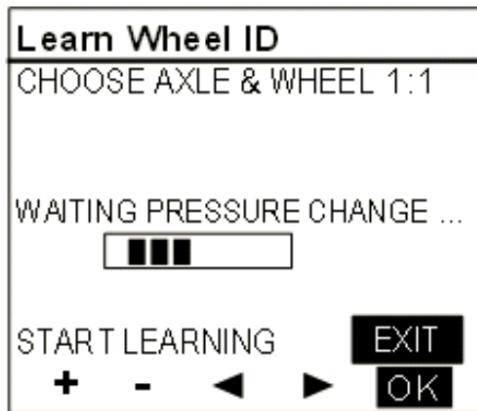 Learn Wheel ID
CHOOSE AXLE & WHEEL 1:1
WAITING PRESSURE CHANGE ...
START LEARNING EXIT
+ - ◀ ▶ OK